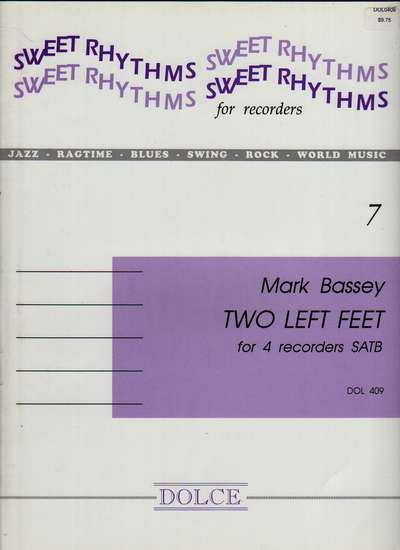 $9.75
SWEET RHYTHMS SWEET RHYTHMS
SWEET RHYTHMS SWEET RHYTHMS
for recorders
JAZZ - RAGTIME - BLUES - SWING - ROCK - WORLD MUSIC
7
Mark Bassey
TWO LEFT FEET
for 4 recorders SATB
DOL 409
DOLCE